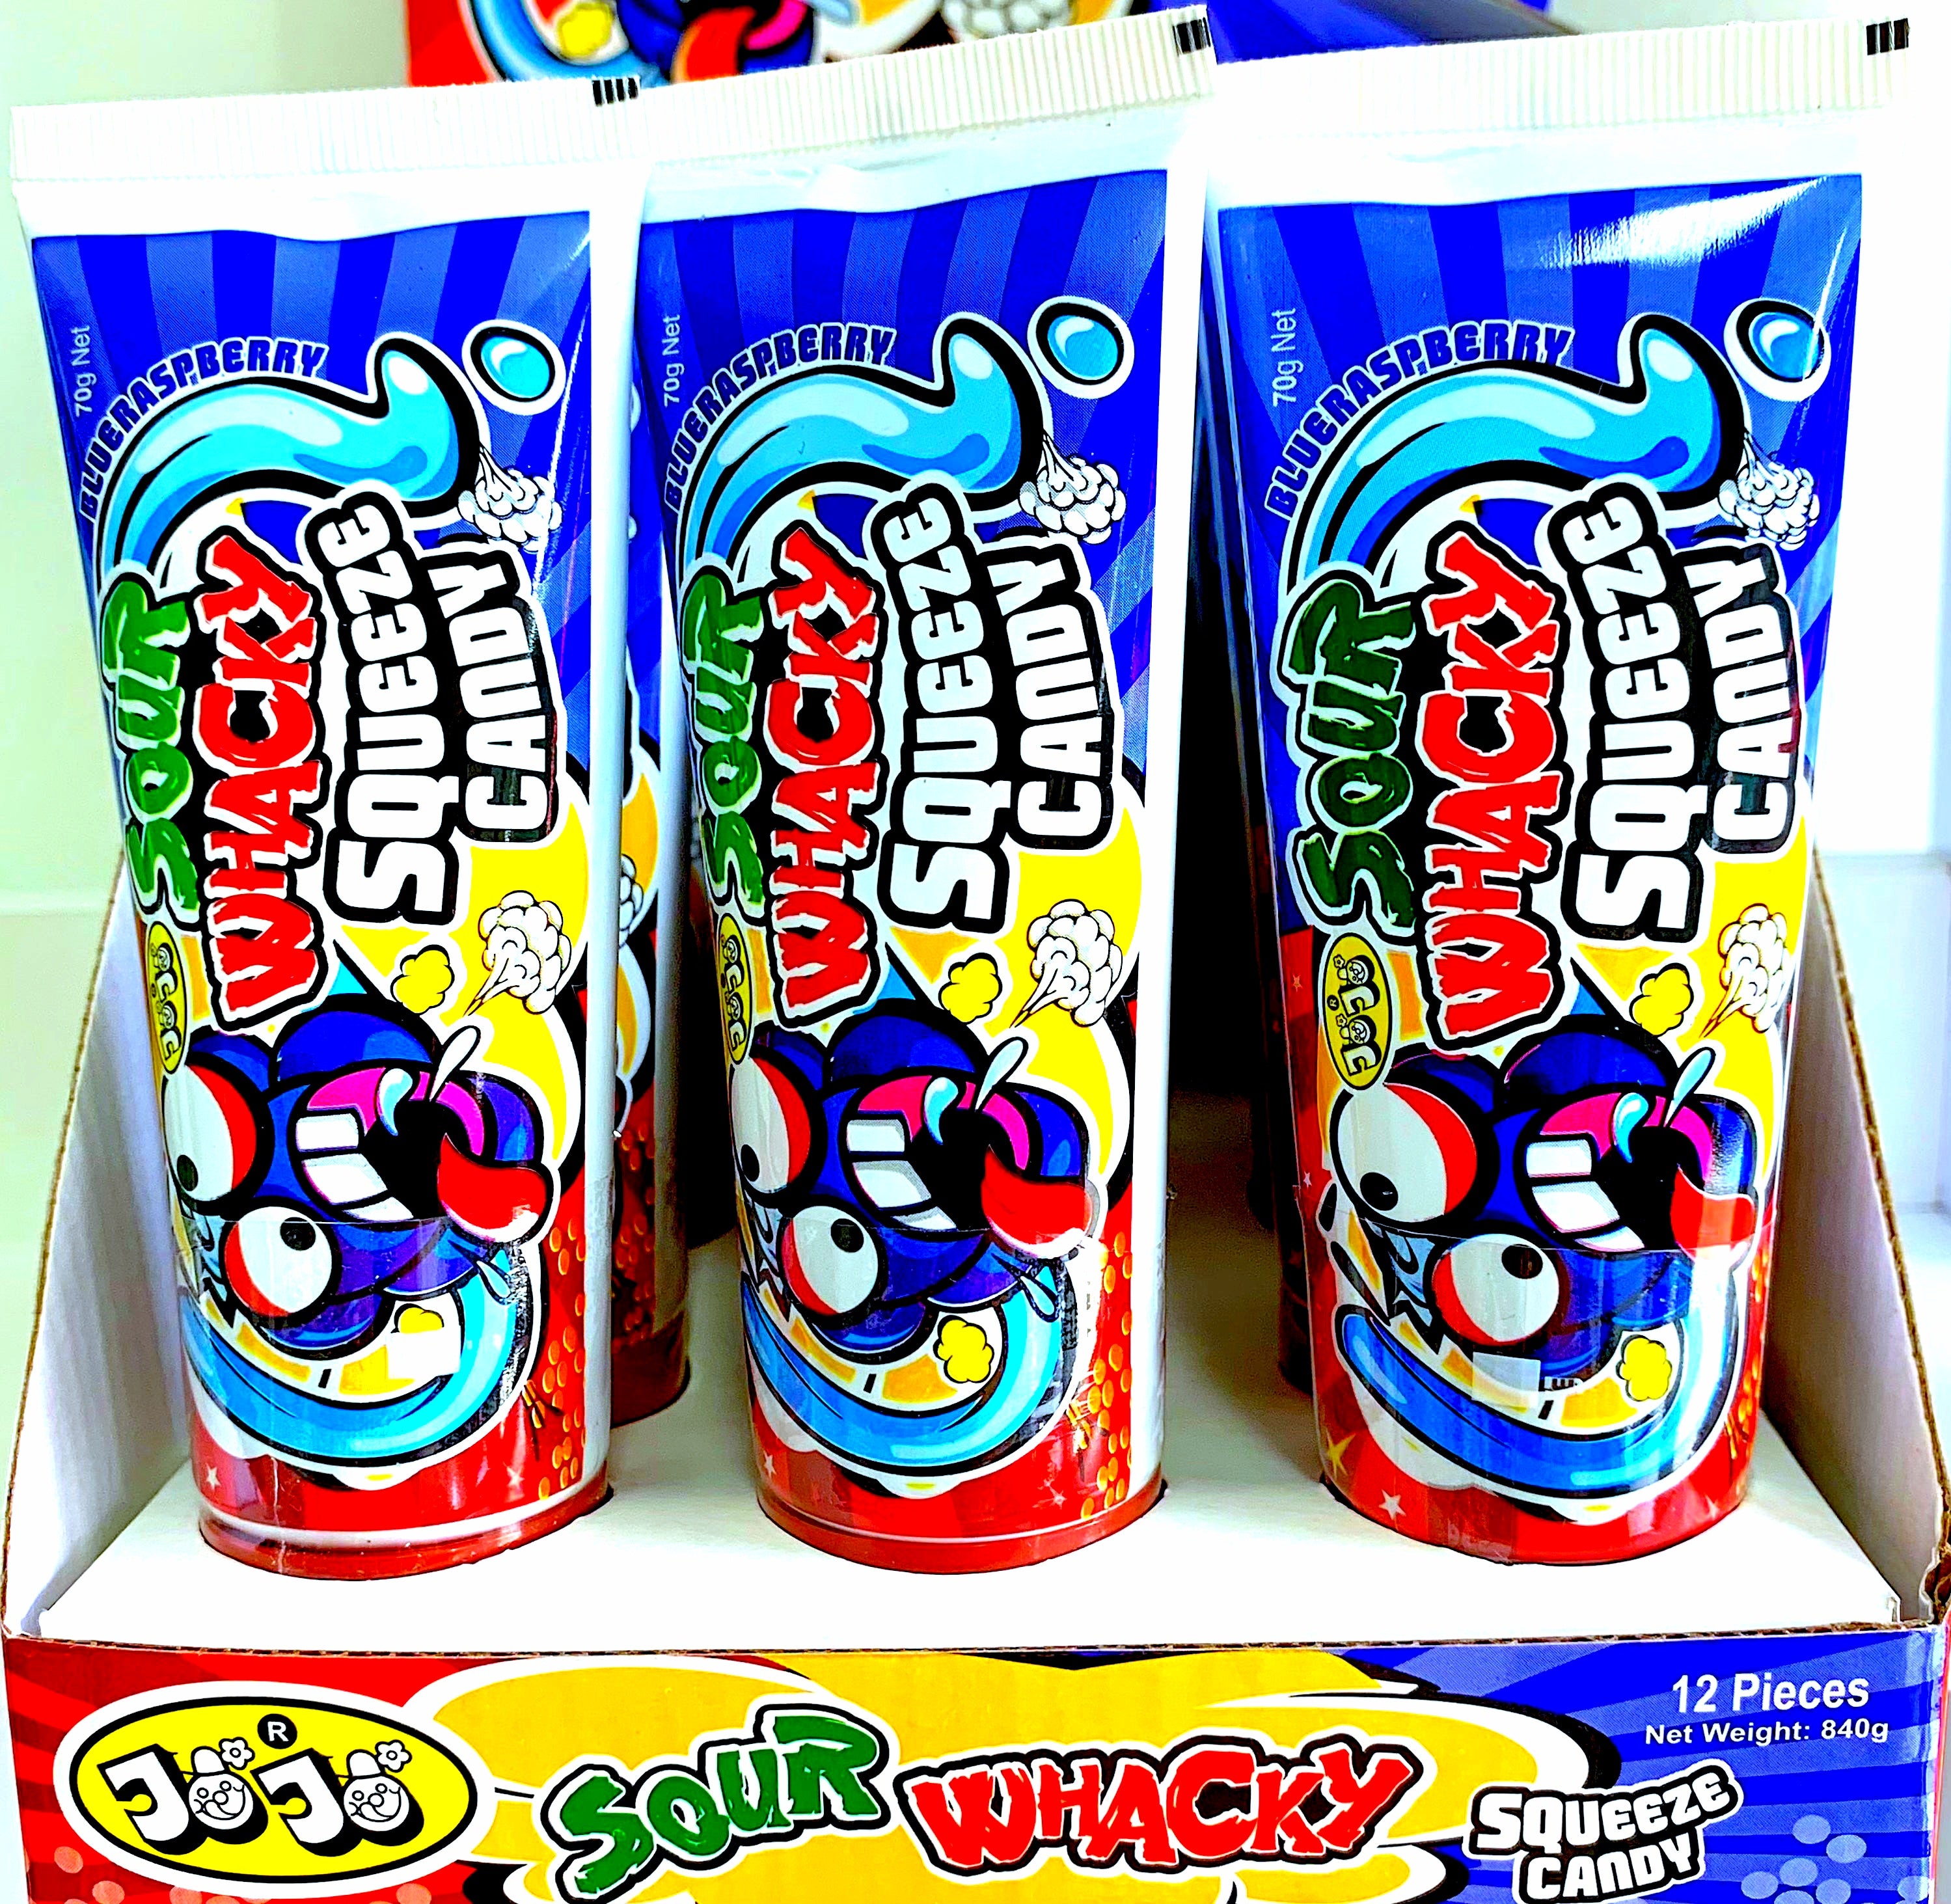 70g Net
BLUERASPBERRY
SOUR
WHACKY
SQUEEZE
CANDY
JoJo
70g Net
BLUERASPBERRY
SOUR
WHACKY
SQUEEZE
CANDY
JoJo
70g Net
BLUERASPBERRY
SOUR
WHACKY
SQUEEZE
CANDY
JoJo
R
12 Pieces
Net Weight: 840g
JoJo
R
SOUR WHACKY SQUEEZE
CANDY